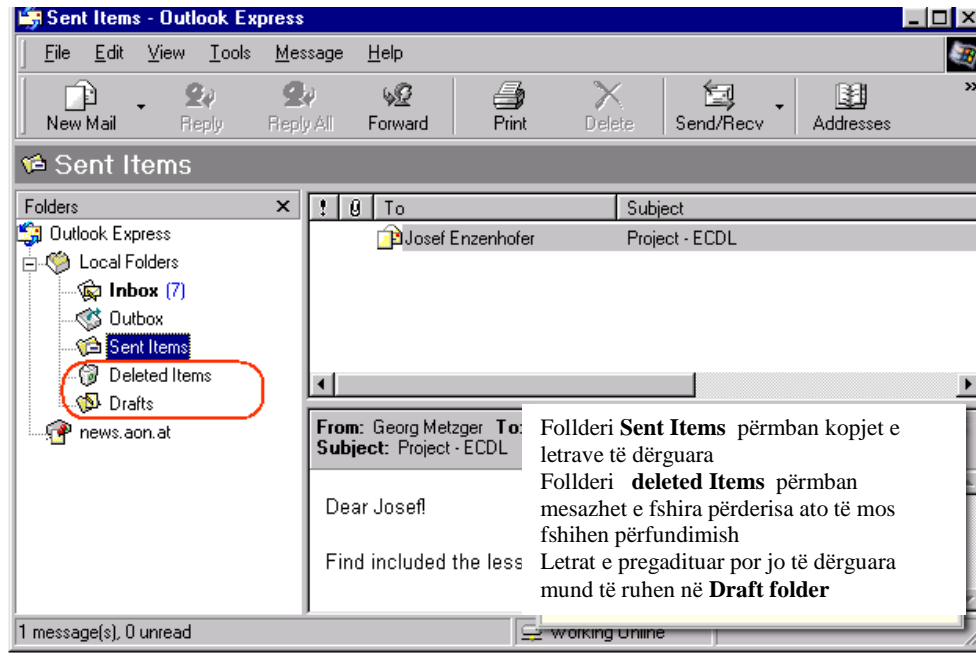 Sent Items - Outlook Express
File Edit View Tools Message Help
New Mail Reply Reply All Forward Print Delete Send/Recv Addresses »
Sent Items
Folders × ! To Subject
Outlook Express
Josef Enzenhofer Project - ECDL
Local Folders
Inbox (7)
Outbox
Sent Items
Deleted Items
Drafts
news.aon.at
From: Georg Metzger To:
Subject: Project - ECDL
Dear Josef!
Find included the less
Follderi Sent Items përmban kopjet e
letrave të dërguara
Follderi deleted Items përmban
mesazhet e fshira përderisa ato të mos
fshihen përfundimish
Letrat e pregadituar por jo të dërguara
mund të ruhen në Draft folder
1 message(s), 0 unread Working Online